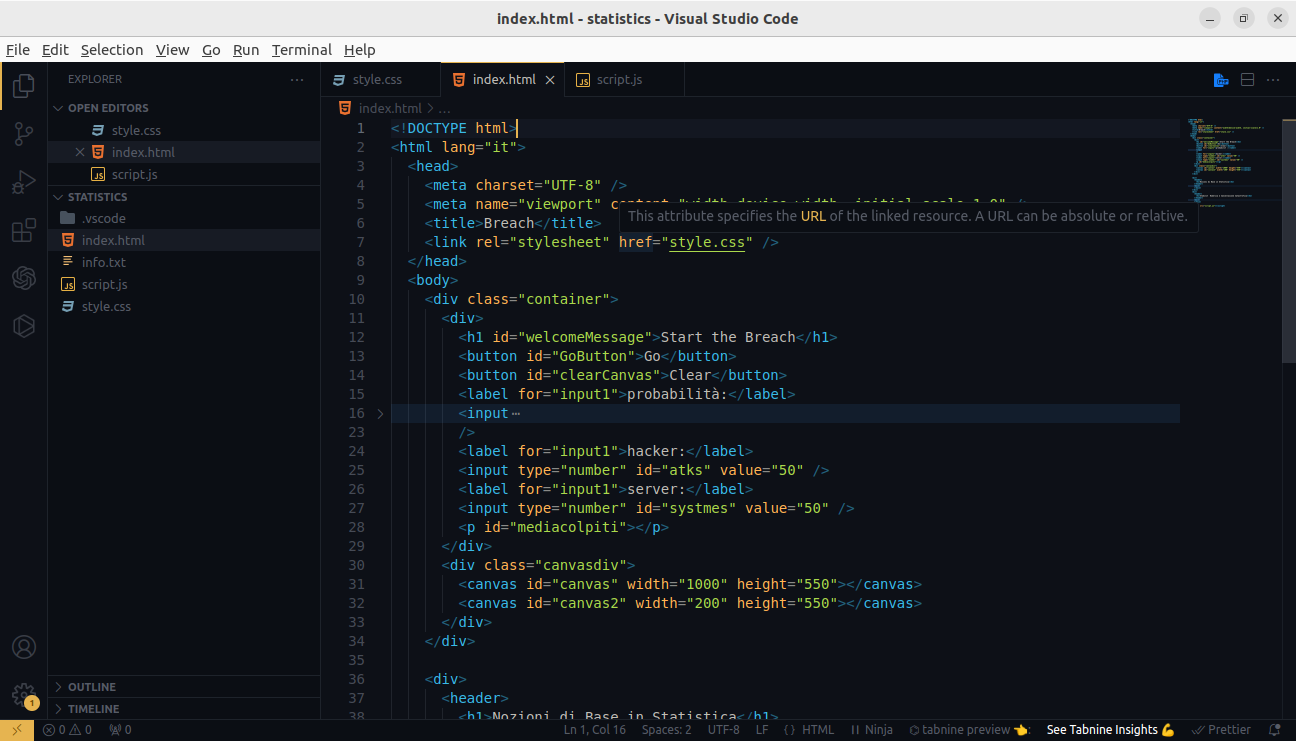 index.html - statistics - Visual Studio Code
File Edit Selection View Go Run Terminal Help
EXPLORER
OPEN EDITORS
style.css
index.html
script.js
STATISTICS
.vscode
index.html
info.txt
script.js
style.css
OUTLINE
TIMELINE
style.css index.html script.js
index.html > ...
1 <!DOCTYPE html>
2 <html lang="it">
3 <head>
4 <meta charset="UTF-8" />
5 <meta name="viewport"
This attribute specifies the URL of the linked resource. A URL can be absolute or relative.
6 <title>Breach</title>
7 <link rel="stylesheet" href="style.css" />
8 </head>
9 <body>
10 <div class="container">
11 <div>
12 <h1 id="welcomeMessage">Start the Breach</h1>
13 <button id="GoButton">Go</button>
14 <button id="clearCanvas">Clear</button>
15 <label for="input1">probabilità:</label>
16 <input⋯
23 />
24 <label for="input1">hacker:</label>
25 <input type="number" id="atks" value="50" />
26 <label for="input1">server:</label>
27 <input type="number" id="systmes" value="50" />
28 <p id="mediacolpiti"></p>
29 </div>
30 <div class="canvasdiv">
31 <canvas id="canvas" width="1000" height="550"></canvas>
32 <canvas id="canvas2" width="200" height="550"></canvas>
33 </div>
34 </div>
35
36 <div>
37 <header>
38 <h1>Nozioni di Base in Statistica</h1>
1
0 0 0 Ln 1, Col 16 Spaces: 2 UTF-8 LF {} HTML Ninja tabnine preview 👈: See Tabnine Insights 💪 Prettier